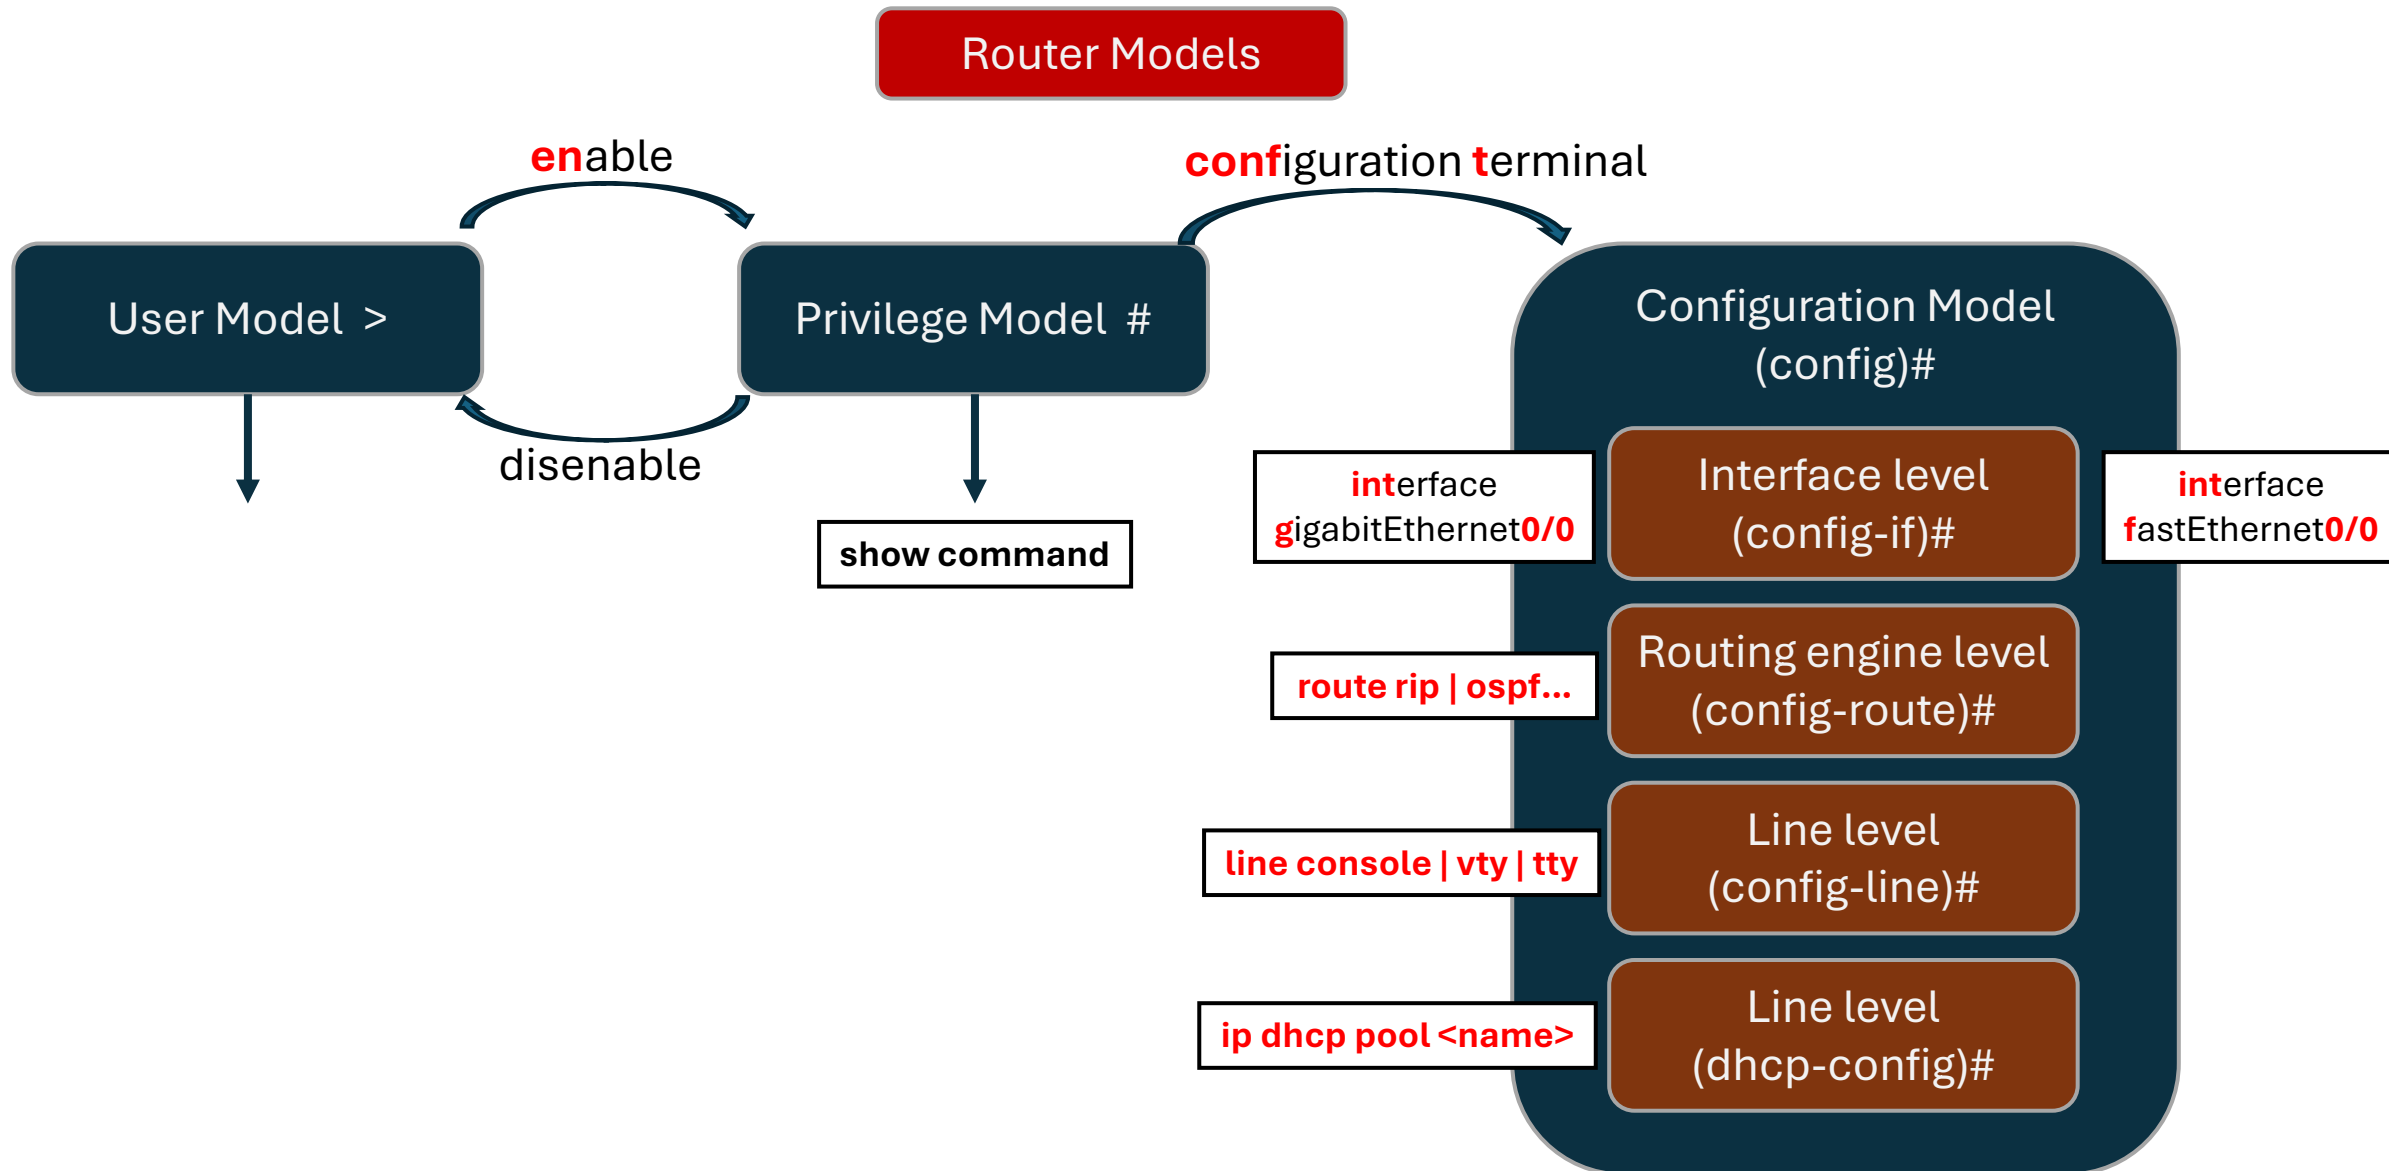 Router Models
enable
configuration terminal
User Model  >
Privilege Model  #
disenable
show command
Configuration Model
(config)#
interface
gigabitEthernet0/0
Interface level
(config-if)#
interface
fastEthernet0/0
route rip | ospf...
Routing engine level
(config-route)#
line console | vty | tty
Line level
(config-line)#
ip dhcp pool <name>
Line level
(dhcp-config)#